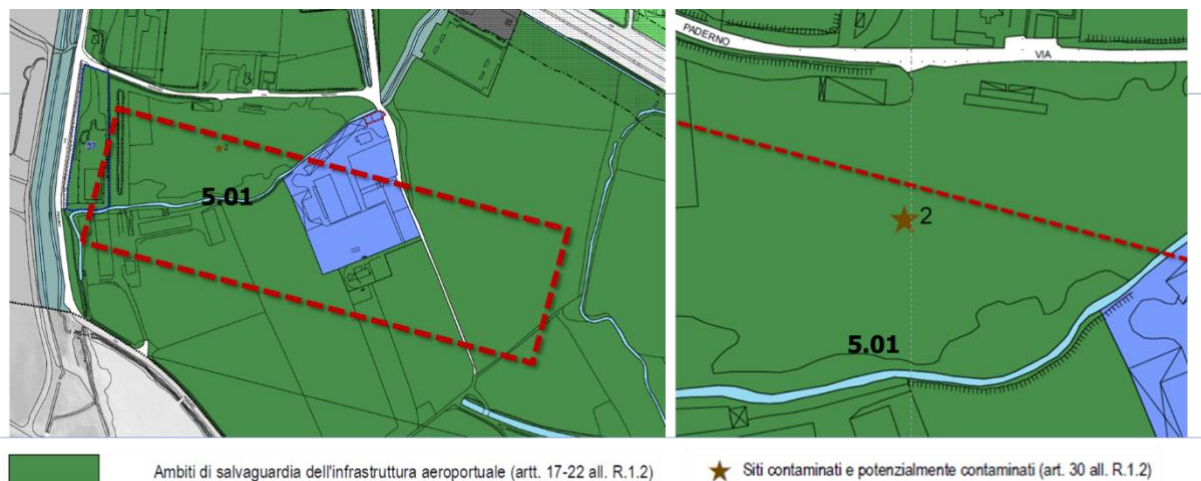 2
5.01
PADERNO
VIA
2
5.01
Ambiti di salvaguardia dell'infrastruttura aeroportuale (artt. 17-22 all. R.1.2)
Siti contaminati e potenzialmente contaminati (art. 30 all. R.1.2)